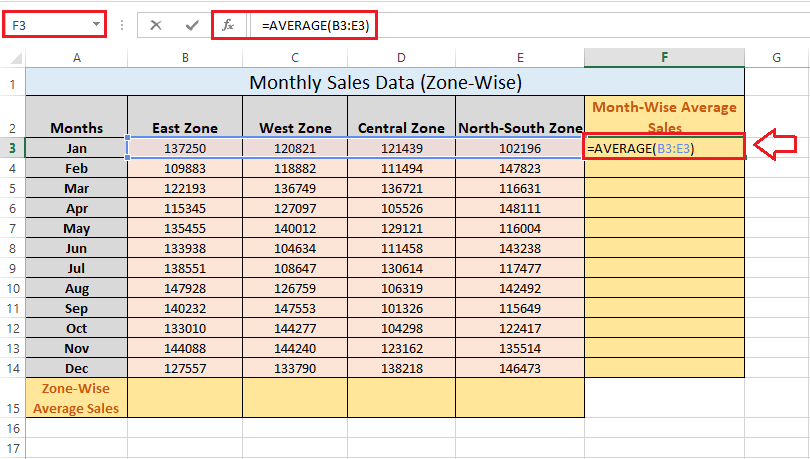 F3 fx =AVERAGE(B3:E3)
A B C D E F G
1 Monthly Sales Data (Zone-Wise)
2 Months East Zone West Zone Central Zone North-South Zone Month-Wise Average Sales
3 Jan 137250 120821 121439 102196 =AVERAGE(B3:E3)
4 Feb 109883 118882 111494 147823
5 Mar 122193 136749 136721 116631
6 Apr 115345 127097 105526 148111
7 May 135455 140012 129121 116004
8 Jun 133938 104634 111458 143238
9 Jul 138551 108647 130614 117477
10 Aug 147928 126759 106319 142492
11 Sep 140232 147553 101326 115649
12 Oct 133010 144277 104298 122417
13 Nov 144088 144240 123162 135514
14 Dec 127557 133790 138218 146473
Zone-Wise
15 Average Sales
16
17